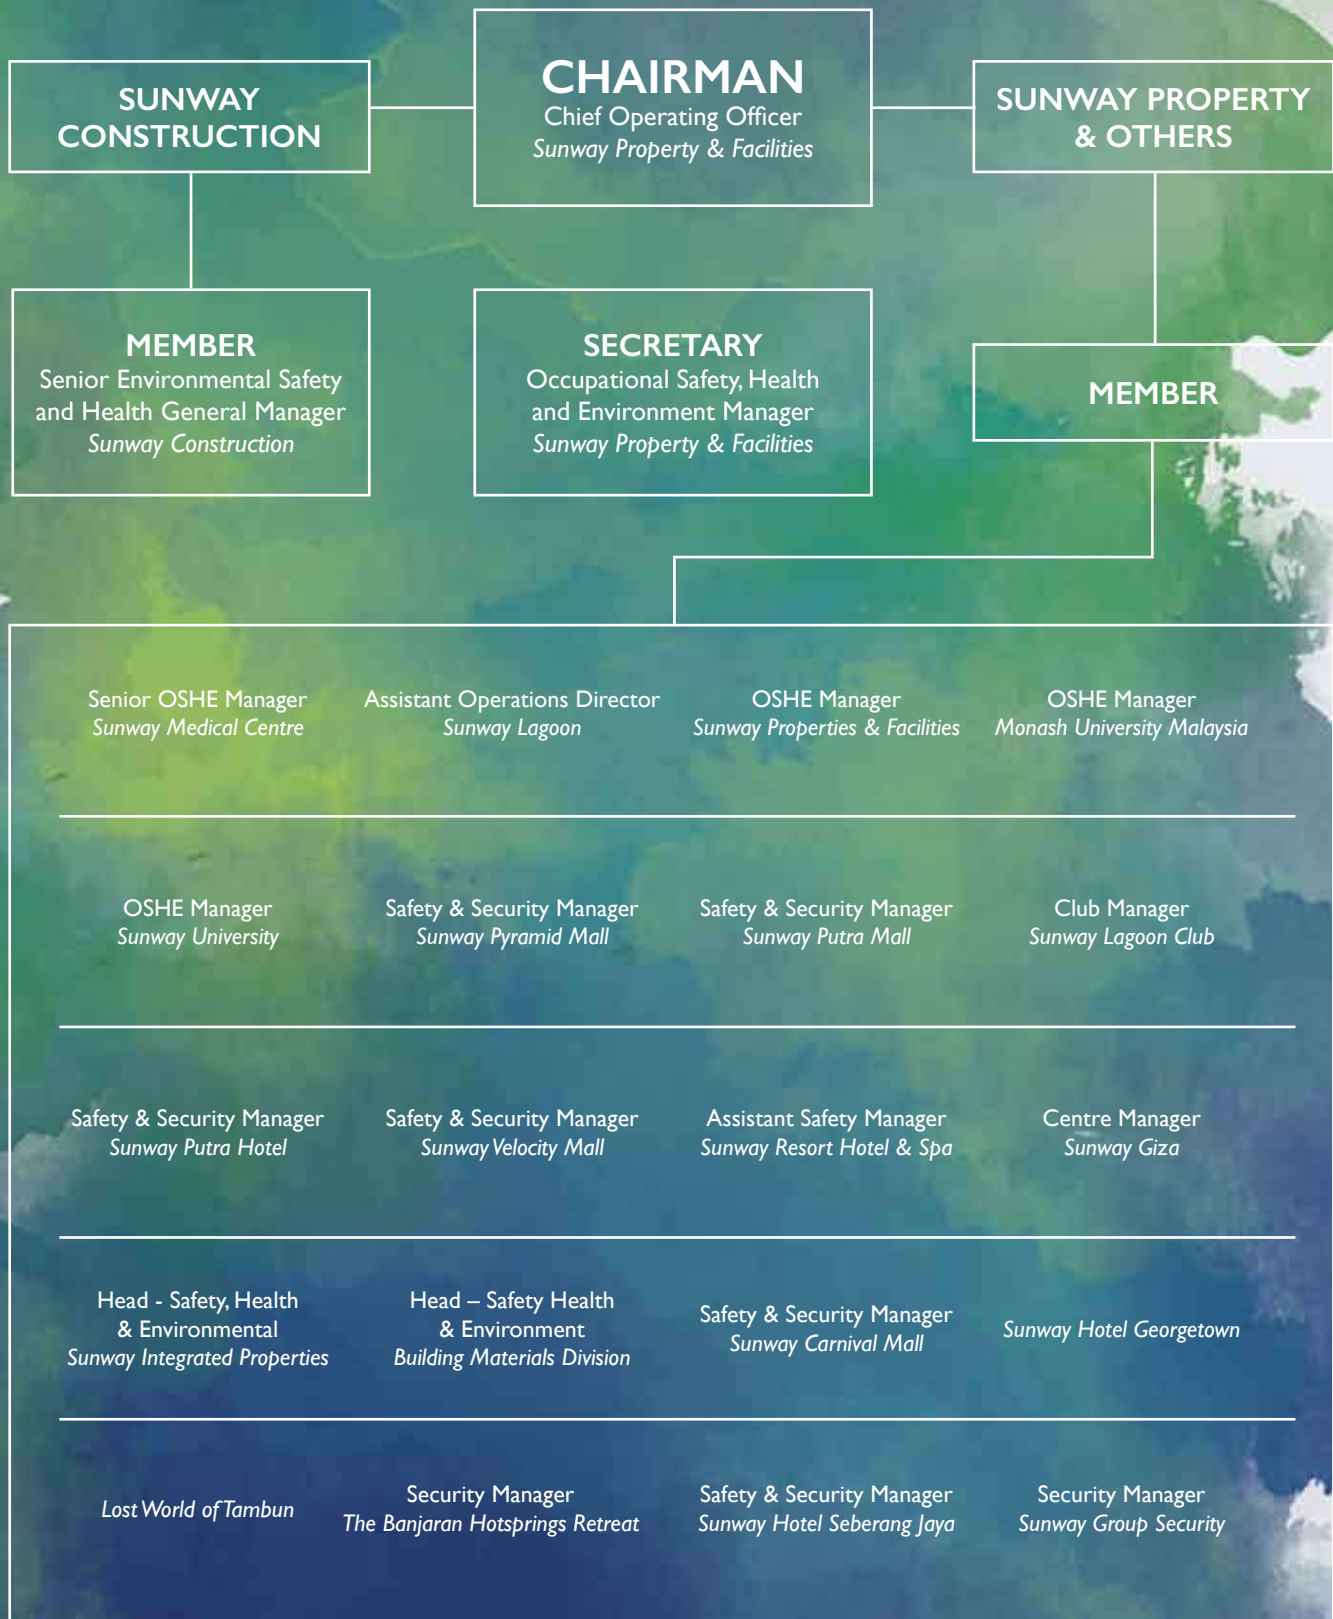 CHAIRMAN
Chief Operating Officer
Sunway Property & Facilities
SUNWAY
CONSTRUCTION
SUNWAY PROPERTY
& OTHERS
MEMBER
Senior Environmental Safety
and Health General Manager
Sunway Construction
SECRETARY
Occupational Safety, Health
and Environment Manager
Sunway Property & Facilities
MEMBER
Senior OSHE Manager
Sunway Medical Centre
Assistant Operations Director
Sunway Lagoon
OSHE Manager
Sunway Properties & Facilities
OSHE Manager
Monash University Malaysia
OSHE Manager
Sunway University
Safety & Security Manager
Sunway Pyramid Mall
Safety & Security Manager
Sunway Putra Mall
Club Manager
Sunway Lagoon Club
Safety & Security Manager
Sunway Putra Hotel
Safety & Security Manager
Sunway Velocity Mall
Assistant Safety Manager
Sunway Resort Hotel & Spa
Centre Manager
Sunway Giza
Head - Safety, Health
& Environmental
Sunway Integrated Properties
Head – Safety Health
& Environment
Building Materials Division
Safety & Security Manager
Sunway Carnival Mall
Sunway Hotel Georgetown
Lost World of Tambun
Security Manager
The Banjaran Hotsprings Retreat
Safety & Security Manager
Sunway Hotel Seberang Jaya
Security Manager
Sunway Group Security